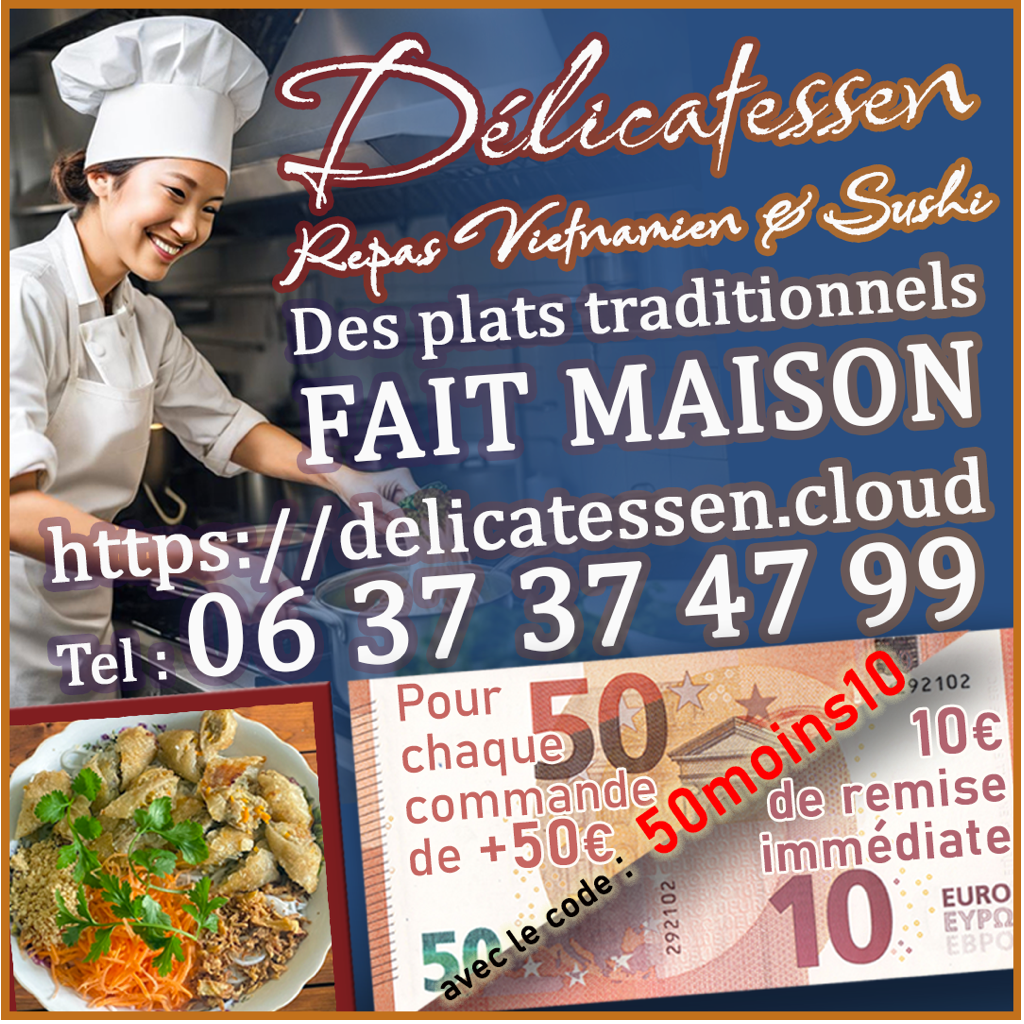 Délicatessen
Repas Vietnamien & Sushi
Des plats traditionnels
FAIT MAISON
https://delicatessen.cloud
Tel : 06 37 37 47 99
Pour
chaque
commande
de +50€
50
avec le code :
50moins10
292102
10€
de remise
immédiate
50
292102
10
EURO
ΕΥΡΩ
ЕВРО